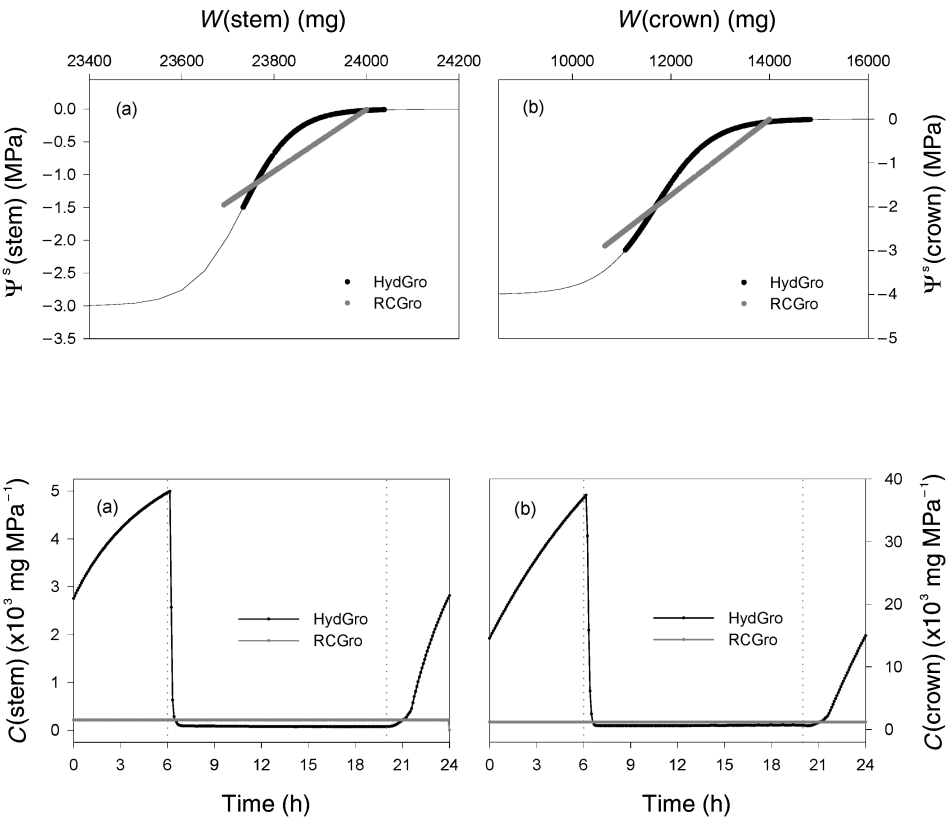 W(stem) (mg)
W(crown) (mg)
23400 23600 23800 24000 24200
10000 12000 14000 16000
(a)
(b)
0.0
−0.5
−1.0
−1.5
−2.0
−2.5
−3.0
−3.5
Ψˢ(stem) (MPa)
HydGro
RCGro
HydGro
RCGro
0
−1
−2
−3
−4
−5
Ψˢ(crown) (MPa)
(a)
(b)
5
4
3
2
1
0
C(stem) (x10³ mg MPa⁻¹)
HydGro
RCGro
HydGro
RCGro
40
30
20
10
0
C(crown) (x10³ mg MPa⁻¹)
0 3 6 9 12 15 18 21 24
0 3 6 9 12 15 18 21 24
Time (h)
Time (h)